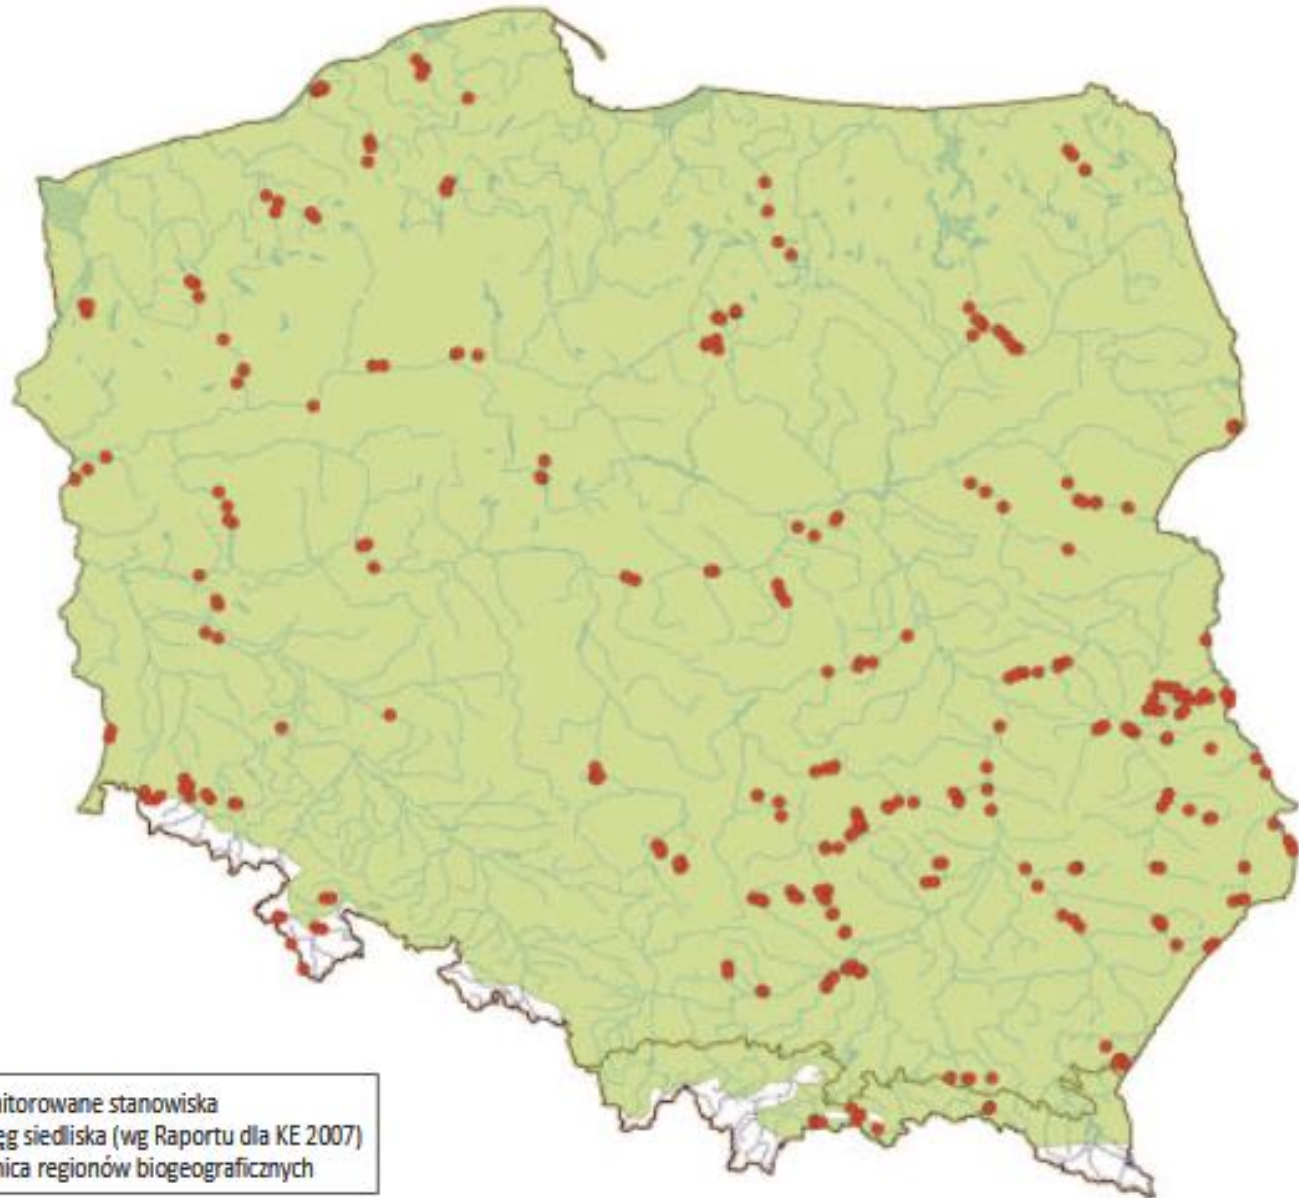 itorowane stanowiska
ęg siedliska (wg Raportu dla KE 2007)
nica regionów biogeograficznych